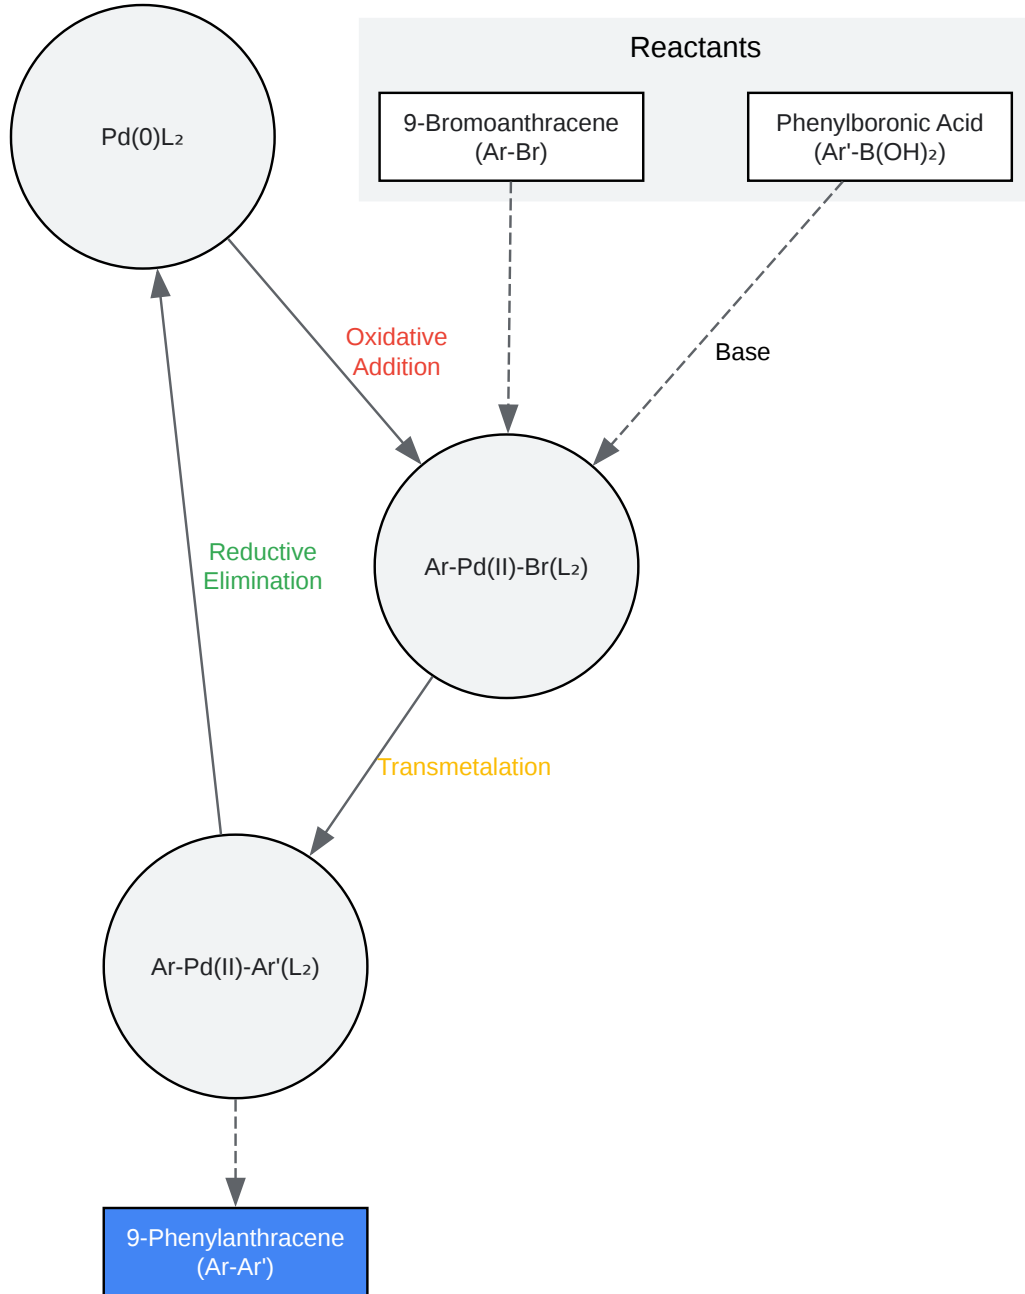 Reactants
Pd(0)L₂
9-Bromoanthracene
(Ar-Br)
Phenylboronic Acid
(Ar'-B(OH)₂)
Oxidative
Addition
Base
Reductive
Elimination
Ar-Pd(II)-Br(L₂)
Transmetalation
Ar-Pd(II)-Ar'(L₂)
9-Phenylanthracene
(Ar-Ar')